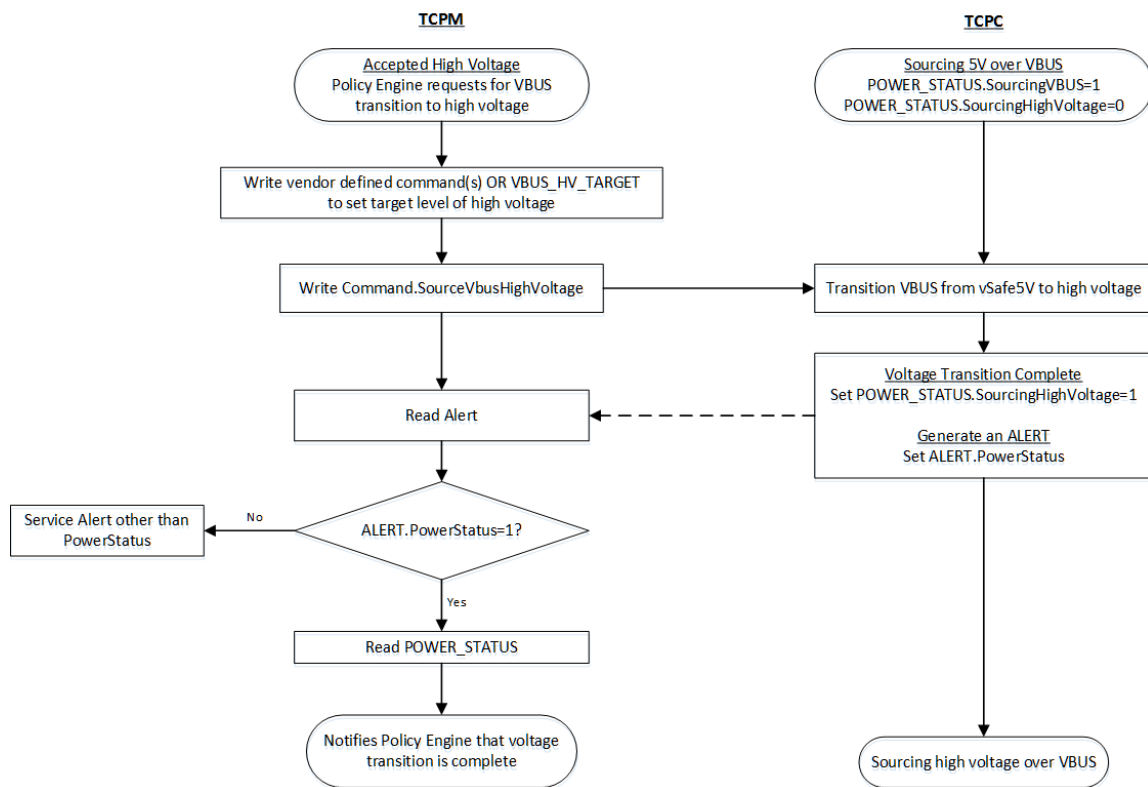 TCPM
TCPC
Accepted High Voltage
Policy Engine requests for VBUS
transition to high voltage
Sourcing 5V over VBUS
POWER_STATUS.SourcingVBUS=1
POWER_STATUS.SourcingHighVoltage=0
Write vendor defined command(s) OR VBUS_HV_TARGET
to set target level of high voltage
Write Command.SourceVbusHighVoltage
Transition VBUS from vSafe5V to high voltage
Voltage Transition Complete
Set POWER_STATUS.SourcingHighVoltage=1
Read Alert
Generate an ALERT
Set ALERT.PowerStatus
Service Alert other than
PowerStatus
No
ALERT.PowerStatus=1?
Yes
Read POWER_STATUS
Notifies Policy Engine that voltage
transition is complete
Sourcing high voltage over VBUS